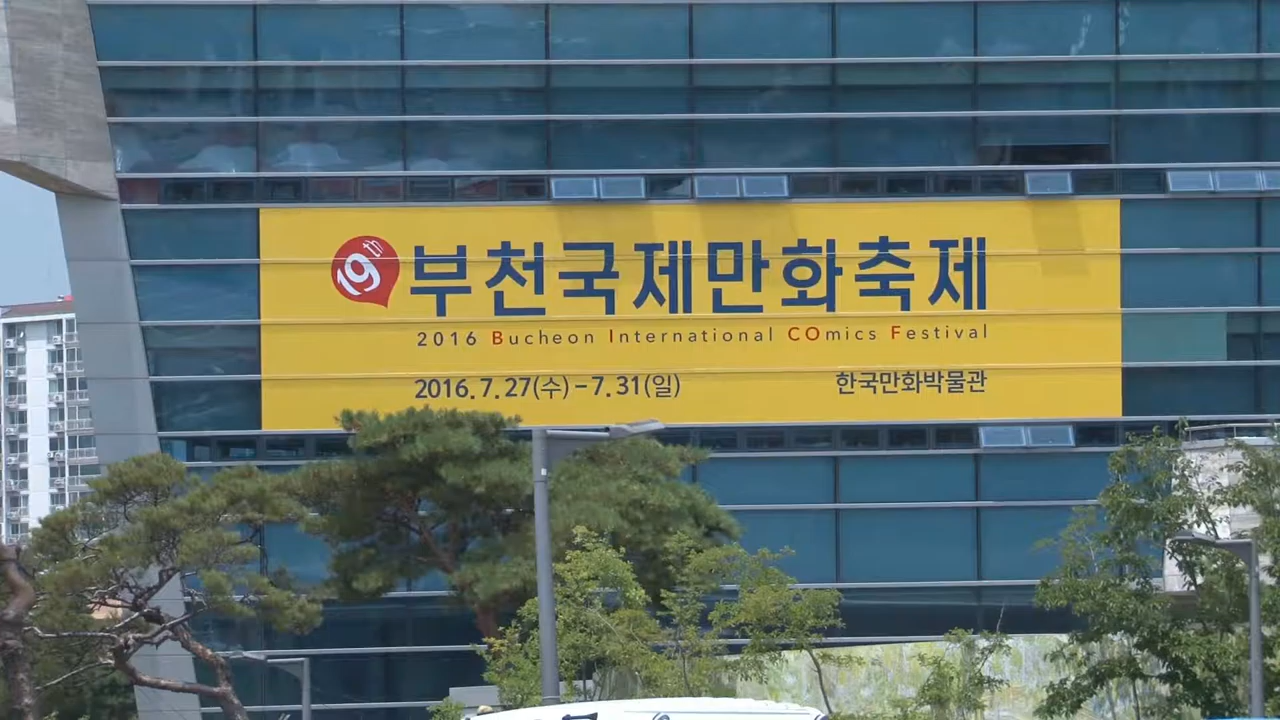 19th 부천국제만화축제
2016 Bucheon International COmics Festival
2016.7.27(수)-7.31(일) 한국만화박물관